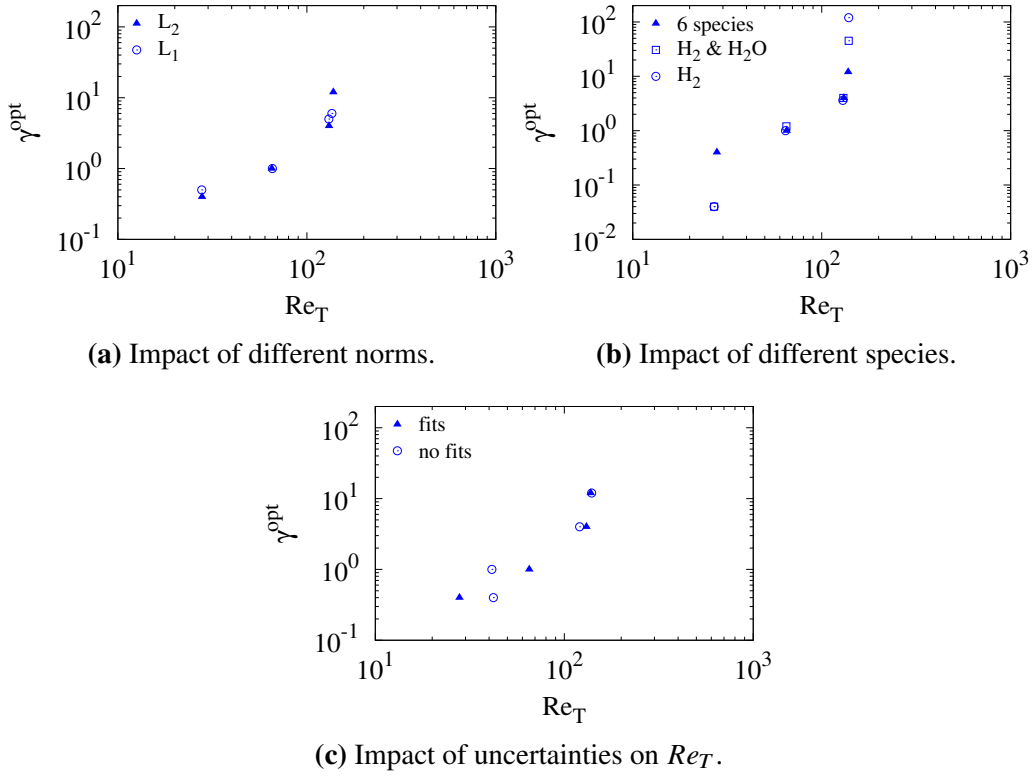 10^2
10^1
10^0
10^-1
γ^opt
L_2
L_1
10^1
10^2
10^3
Re_T
(a) Impact of different norms.
10^2
10^1
10^0
10^-1
10^-2
γ^opt
6 species
H_2 & H_2O
H_2
10^1
10^2
10^3
Re_T
(b) Impact of different species.
10^2
10^1
10^0
10^-1
γ^opt
fits
no fits
10^1
10^2
10^3
Re_T
(c) Impact of uncertainties on Re_T.